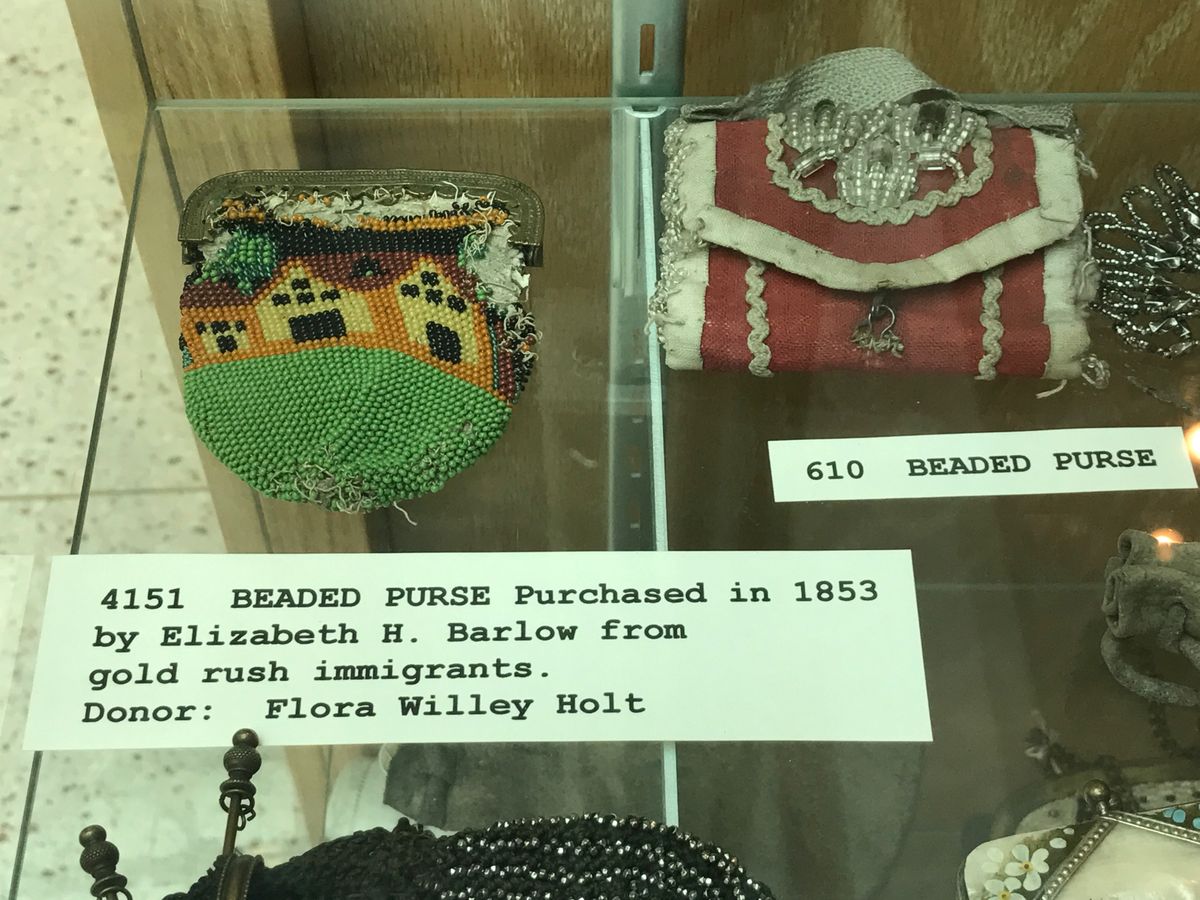 610 BEADED PURSE
4151 BEADED PURSE Purchased in 1853
by Elizabeth H. Barlow from
gold rush immigrants.
Donor: Flora Willey Holt